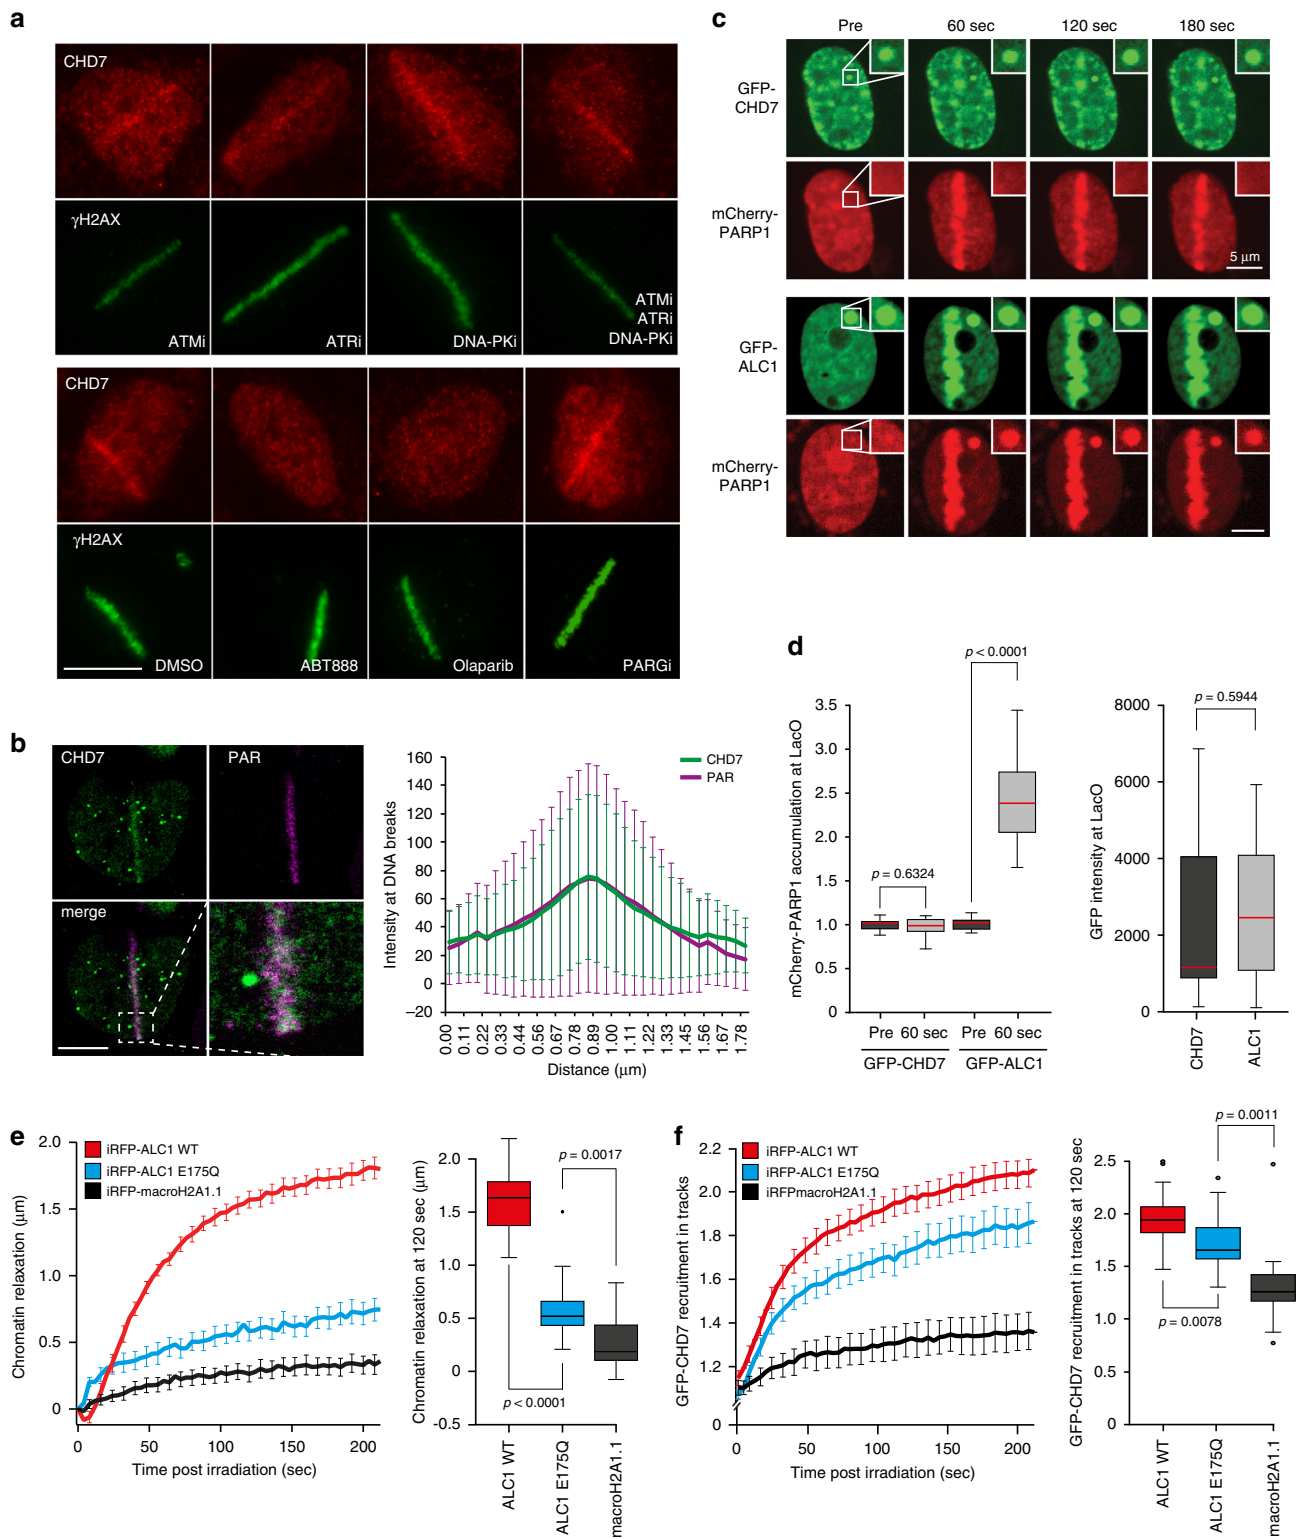 a
CHD7
γH2AX
ATMi
ATRi
DNA-PKi
ATMi
ATRi
DNA-PKi
CHD7
γH2AX
DMSO
ABT888
Olaparib
PARGi
b
CHD7
PAR
merge
Intensity at DNA breaks
160
140
120
100
80
60
40
20
0
–20
CHD7
PAR
0.00
0.11
0.22
0.33
0.44
0.56
0.67
0.78
0.89
1.00
1.11
1.22
1.33
1.45
1.56
1.67
1.78
Distance (μm)
c
Pre
60 sec
120 sec
180 sec
GFP-
CHD7
mCherry-
PARP1
5 μm
GFP-
ALC1
mCherry-
PARP1
d
mCherry-PARP1 accumulation at LacO
3.5
3.0
2.5
2.0
1.5
1.0
0.5
0
p < 0.0001
p = 0.6324
Pre
60 sec
Pre
60 sec
GFP-CHD7
GFP-ALC1
GFP intensity at LacO
8000
6000
4000
2000
0
p = 0.5944
CHD7
ALC1
e
Chromatin relaxation (μm)
2.0
1.5
1.0
0.5
0
iRFP-ALC1 WT
iRFP-ALC1 E175Q
iRFP-macroH2A1.1
0
50
100
150
200
Time post irradiation (sec)
Chromatin relaxation at 120 sec (μm)
2.0
1.5
1.0
0.5
0
-0.5
p = 0.0017
p < 0.0001
ALC1 WT
ALC1 E175Q
macroH2A1.1
f
GFP-CHD7 recruitment in tracks
2.2
2.0
1.8
1.6
1.4
1.2
0
iRFP-ALC1 WT
iRFP-ALC1 E175Q
iRFPmacroH2A1.1
0
50
100
150
200
Time post irradiation (sec)
GFP-CHD7 recruitment in tracks at 120 sec
2.5
2.0
1.5
1.0
0.5
0
p = 0.0011
p = 0.0078
ALC1 WT
ALC1 E175Q
macroH2A1.1